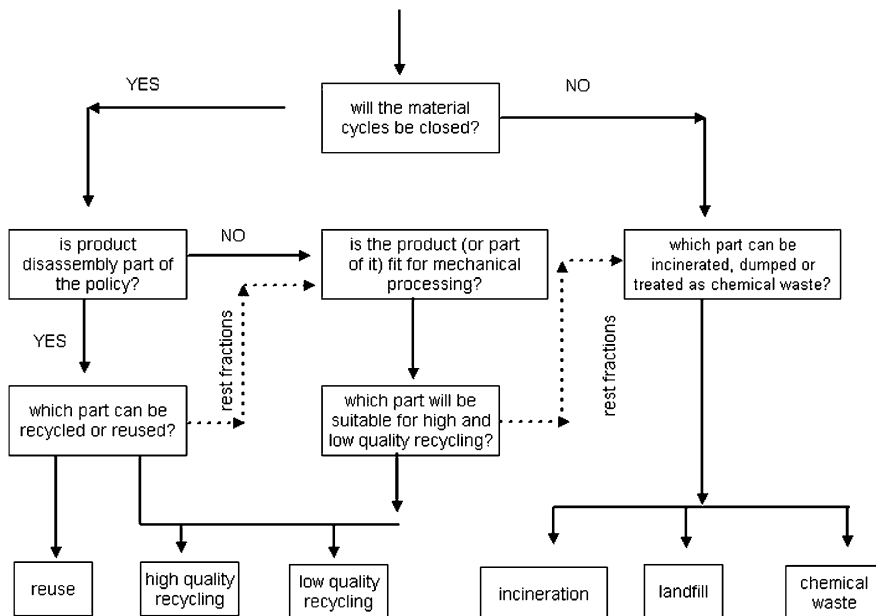 YES
NO
will the material
cycles be closed?
is product
disassembly part of
the policy?
NO
is the product (or part
of it) fit for mechanical
processing?
which part can be
incinerated, dumped or
treated as chemical waste?
YES
rest fractions
rest fractions
which part can be
recycled or reused?
which part will be
suitable for high and
low quality recycling?
reuse
high quality
recycling
low quality
recycling
incineration
landfill
chemical
waste